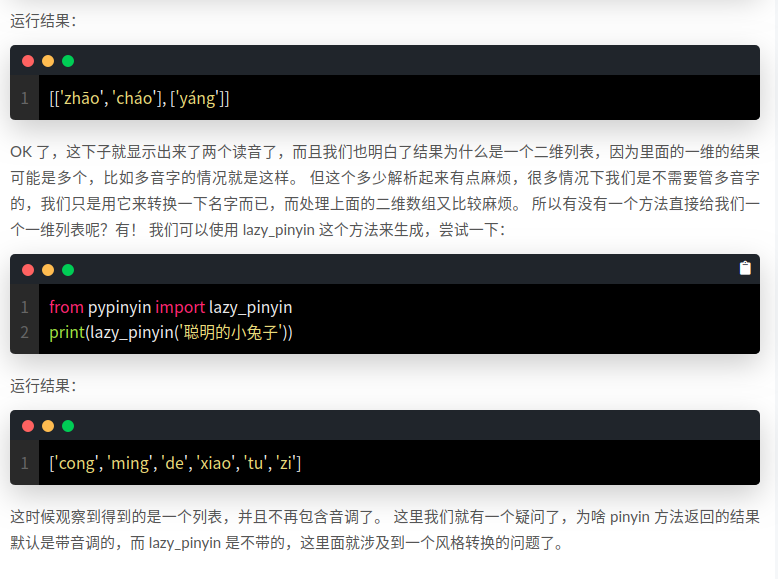 运行结果：
1 [['zhāo', 'cháo'], ['yáng']]
OK 了，这下子就显示出来了两个读音了，而且我们也明白了结果为什么是一个二维列表，因为里面的一维的结果
可能是多个，比如多音字的情况就是这样。 但这个多少解析起来有点麻烦，很多情况下我们是不需要管多音字
的，我们只是用它来转换一下名字而已，而处理上面的二维数组又比较麻烦。 所以有没有一个方法直接给我们一
个一维列表呢？有！ 我们可以使用 lazy_pinyin 这个方法来生成，尝试一下：
1 from pypinyin import lazy_pinyin
2 print(lazy_pinyin('聪明的小兔子'))
运行结果：
1 ['cong', 'ming', 'de', 'xiao', 'tu', 'zi']
这时候观察到得到的是一个列表，并且不再包含音调了。 这里我们就有一个疑问了，为啥 pinyin 方法返回的结果
默认是带音调的，而 lazy_pinyin 是不带的，这里面就涉及到一个风格转换的问题了。